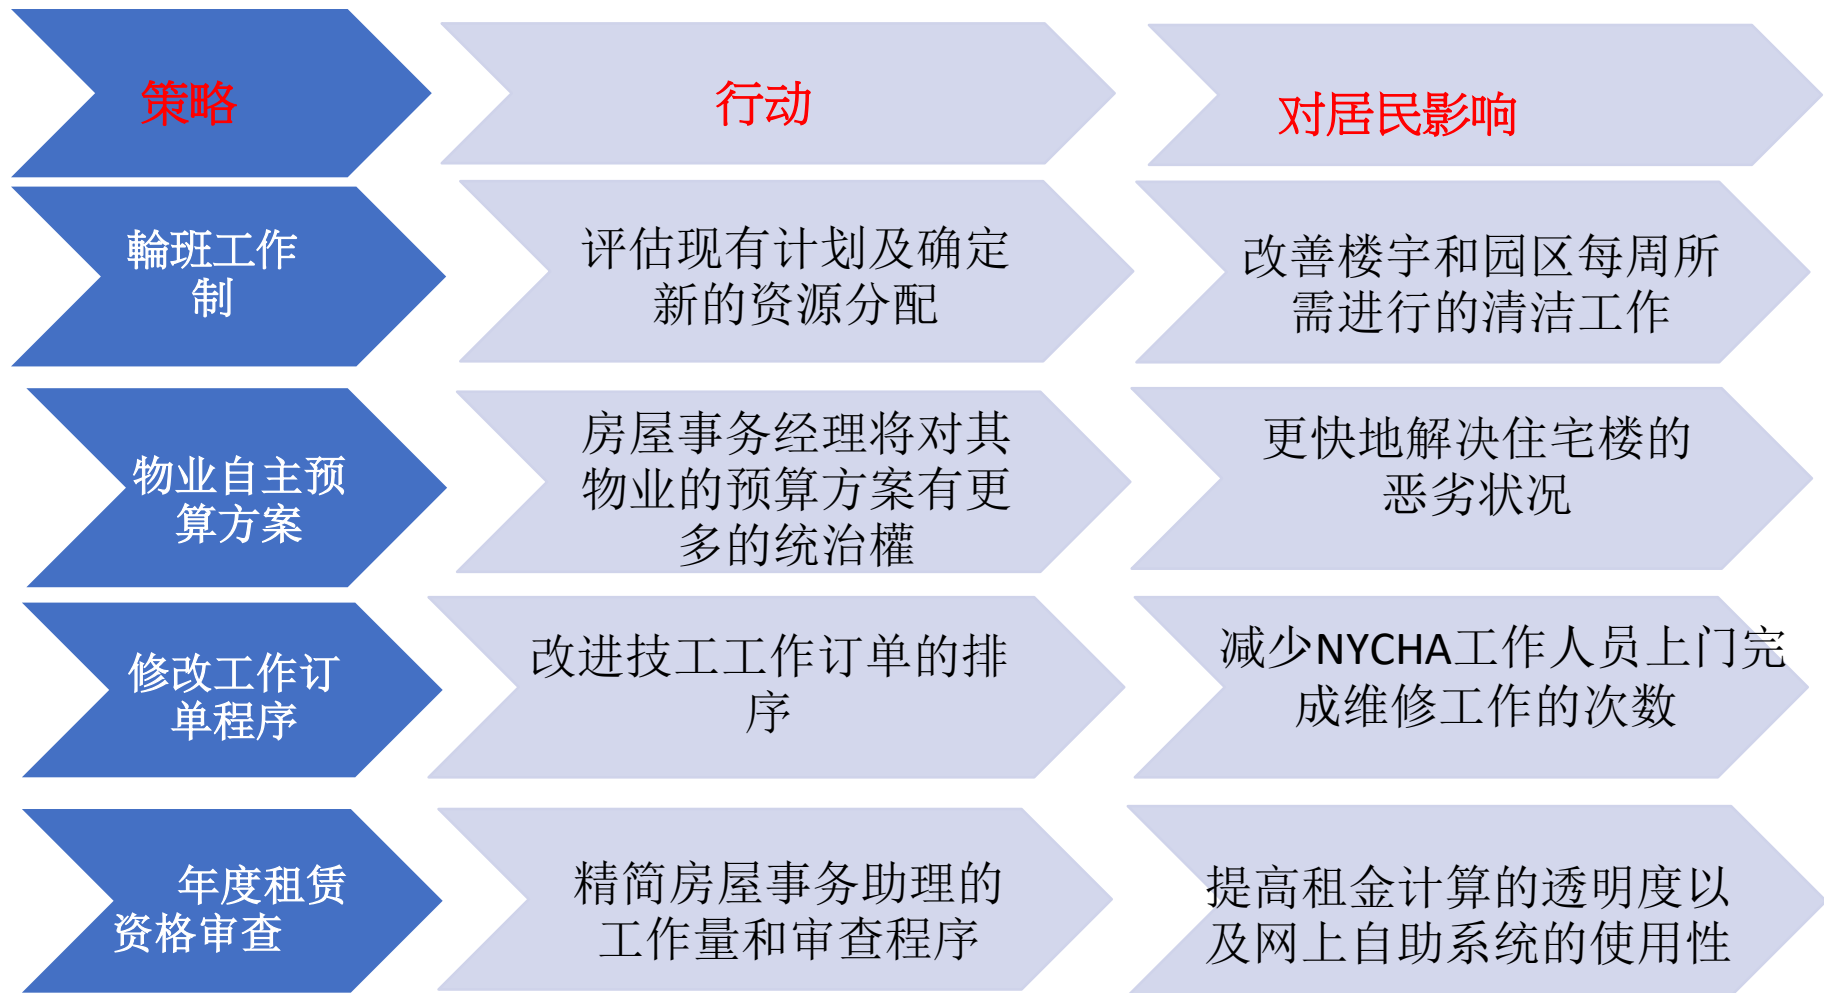 策略
行动
对居民影响
輪班工作
制
评估现有计划及确定
新的资源分配
改善楼宇和园区每周所
需进行的清洁工作
物业自主预
算方案
房屋事务经理将对其
物业的预算方案有更
多的统治權
更快地解决住宅楼的
恶劣状况
修改工作订
单程序
改进技工工作订单的排
序
减少NYCHA工作人员上门完
成维修工作的次数
年度租赁
资格审查
精简房屋事务助理的
工作量和审查程序
提高租金计算的透明度以
及网上自助系统的使用性